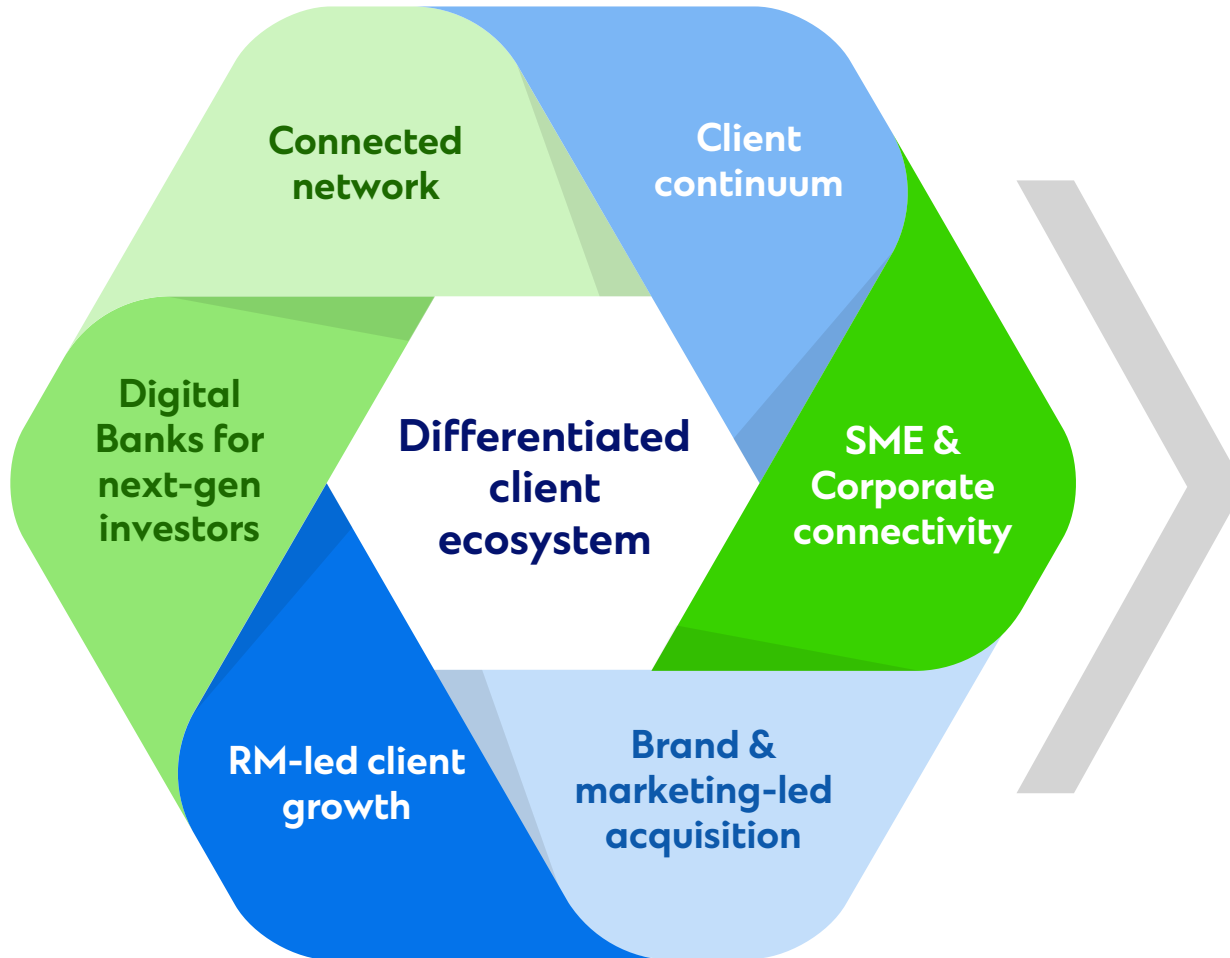 Connected
network
Client
continuum
Digital
Banks for
next-gen
investors
Differentiated
client
ecosystem
SME &
Corporate
connectivity
RM-led client
growth
Brand &
marketing-led
acquisition